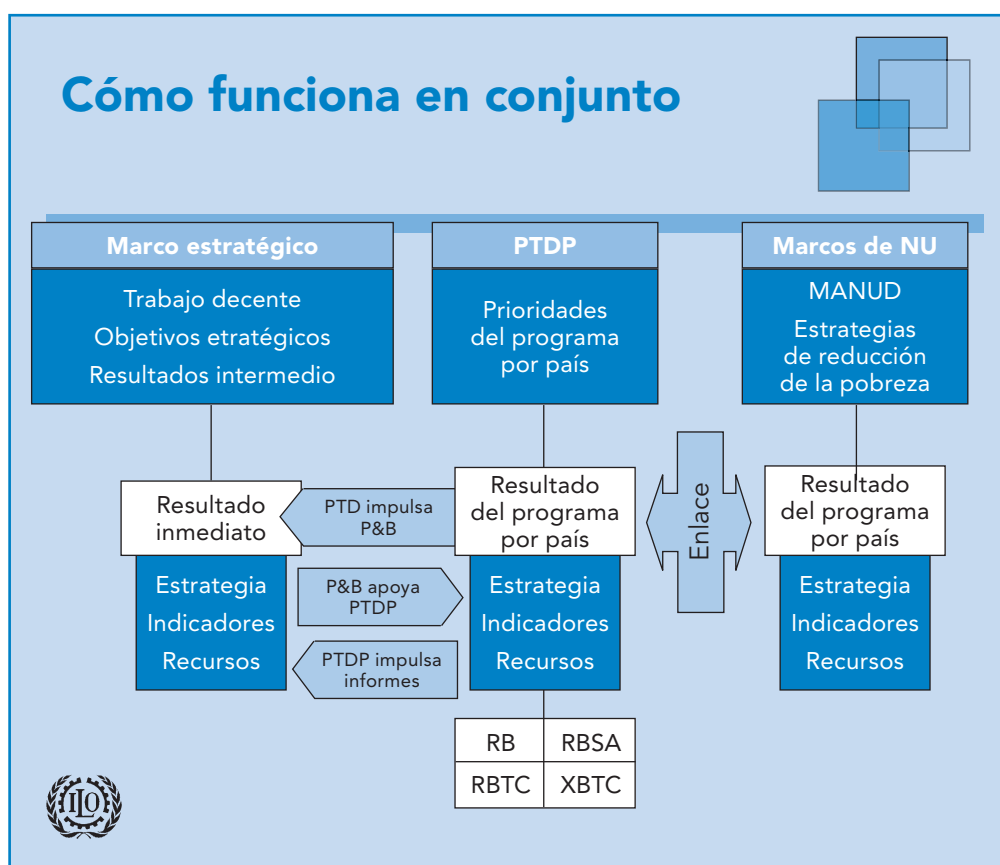 Cómo funciona en conjunto
Marco estratégico
Trabajo decente
Objetivos etratégicos
Resultados intermedio
PTDP
Prioridades
del programa
por país
Marcos de NU
MANUD
Estrategias
de reducción
de la pobreza
Resultado
inmediato
PTD impulsa
P&B
Resultado
del programa
por país
Enlace
Resultado
del programa
por país
Estrategia
Indicadores
Recursos
P&B apoya
PTDP
PTDP impulsa
informes
Estrategia
Indicadores
Recursos
Estrategia
Indicadores
Recursos
RB
RBSA
RBTC
XBTC
ILO